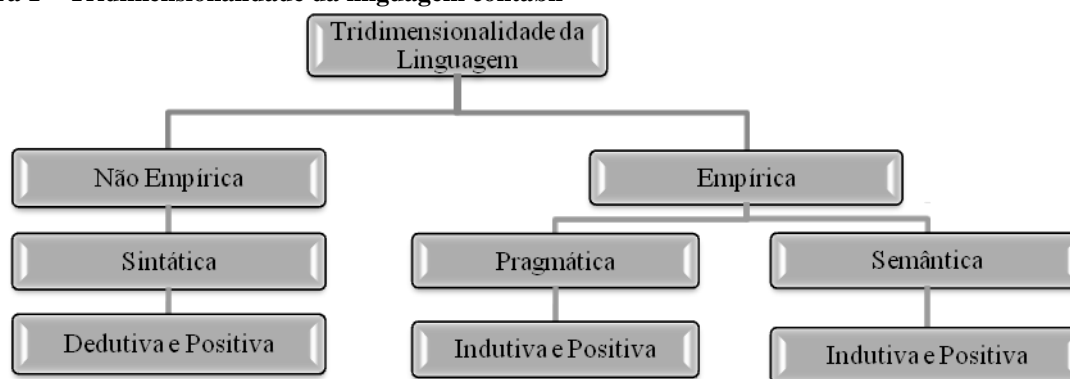 Tridimensionalidade da
Linguagem
Não Empírica
Empírica
Sintática
Pragmática
Semântica
Dedutiva e Positiva
Indutiva e Positiva
Indutiva e Positiva